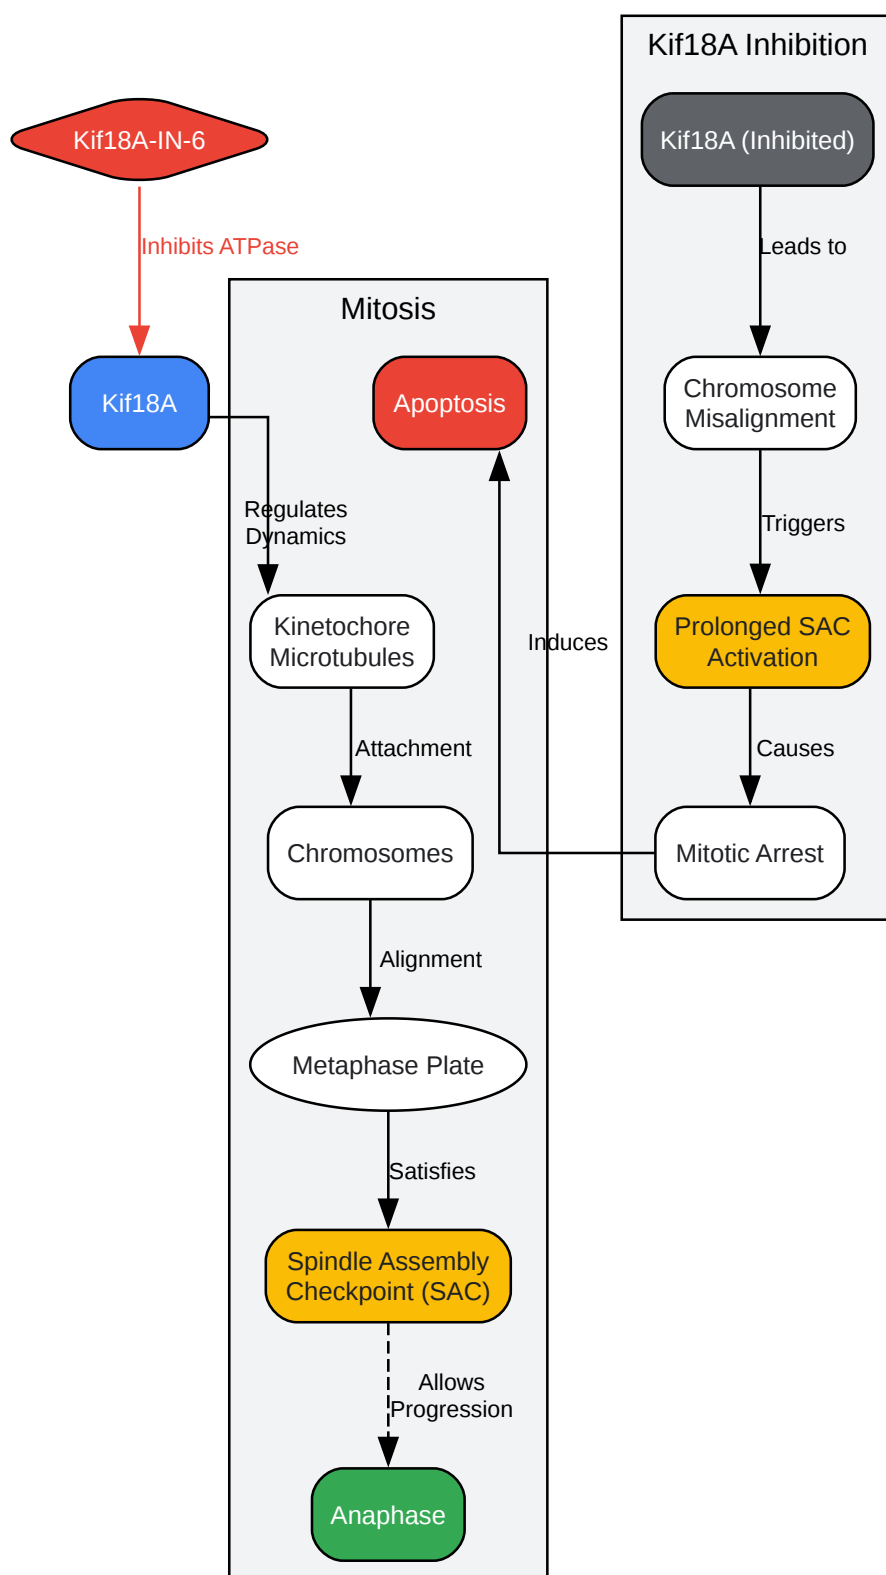 Kif18A Inhibition
Kif18A-IN-6
Kif18A (Inhibited)
Inhibits ATPase
Leads to
Mitosis
Kif18A
Apoptosis
Chromosome
Misalignment
Regulates
Dynamics
Triggers
Kinetochore
Microtubules
Induces
Prolonged SAC
Activation
Attachment
Causes
Chromosomes
Mitotic Arrest
Alignment
Metaphase Plate
Satisfies
Spindle Assembly
Checkpoint (SAC)
Allows
Progression
Anaphase